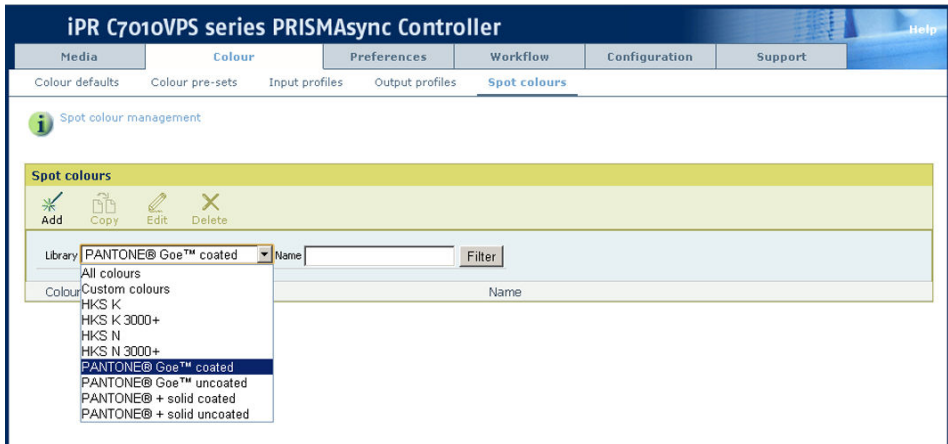 iPR C7010VPS series PRISMAsync Controller
Help
Media Colour Preferences Workflow Configuration Support
Colour defaults Colour pre-sets Input profiles Output profiles Spot colours
i Spot colour management
Spot colours
Add Copy Edit Delete
Library PANTONE® Goe™ coated Name Filter
All colours
Custom colours
Colou Name
HKS K
HKS K 3000+
HKS N
HKS N 3000+
PANTONE® Goe™ coated
PANTONE® Goe™ uncoated
PANTONE® + solid coated
PANTONE® + solid uncoated